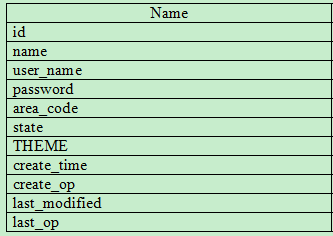 Name
id
name
user_name
password
area_code
state
THEME
create_time
create_op
last_modified
last_op